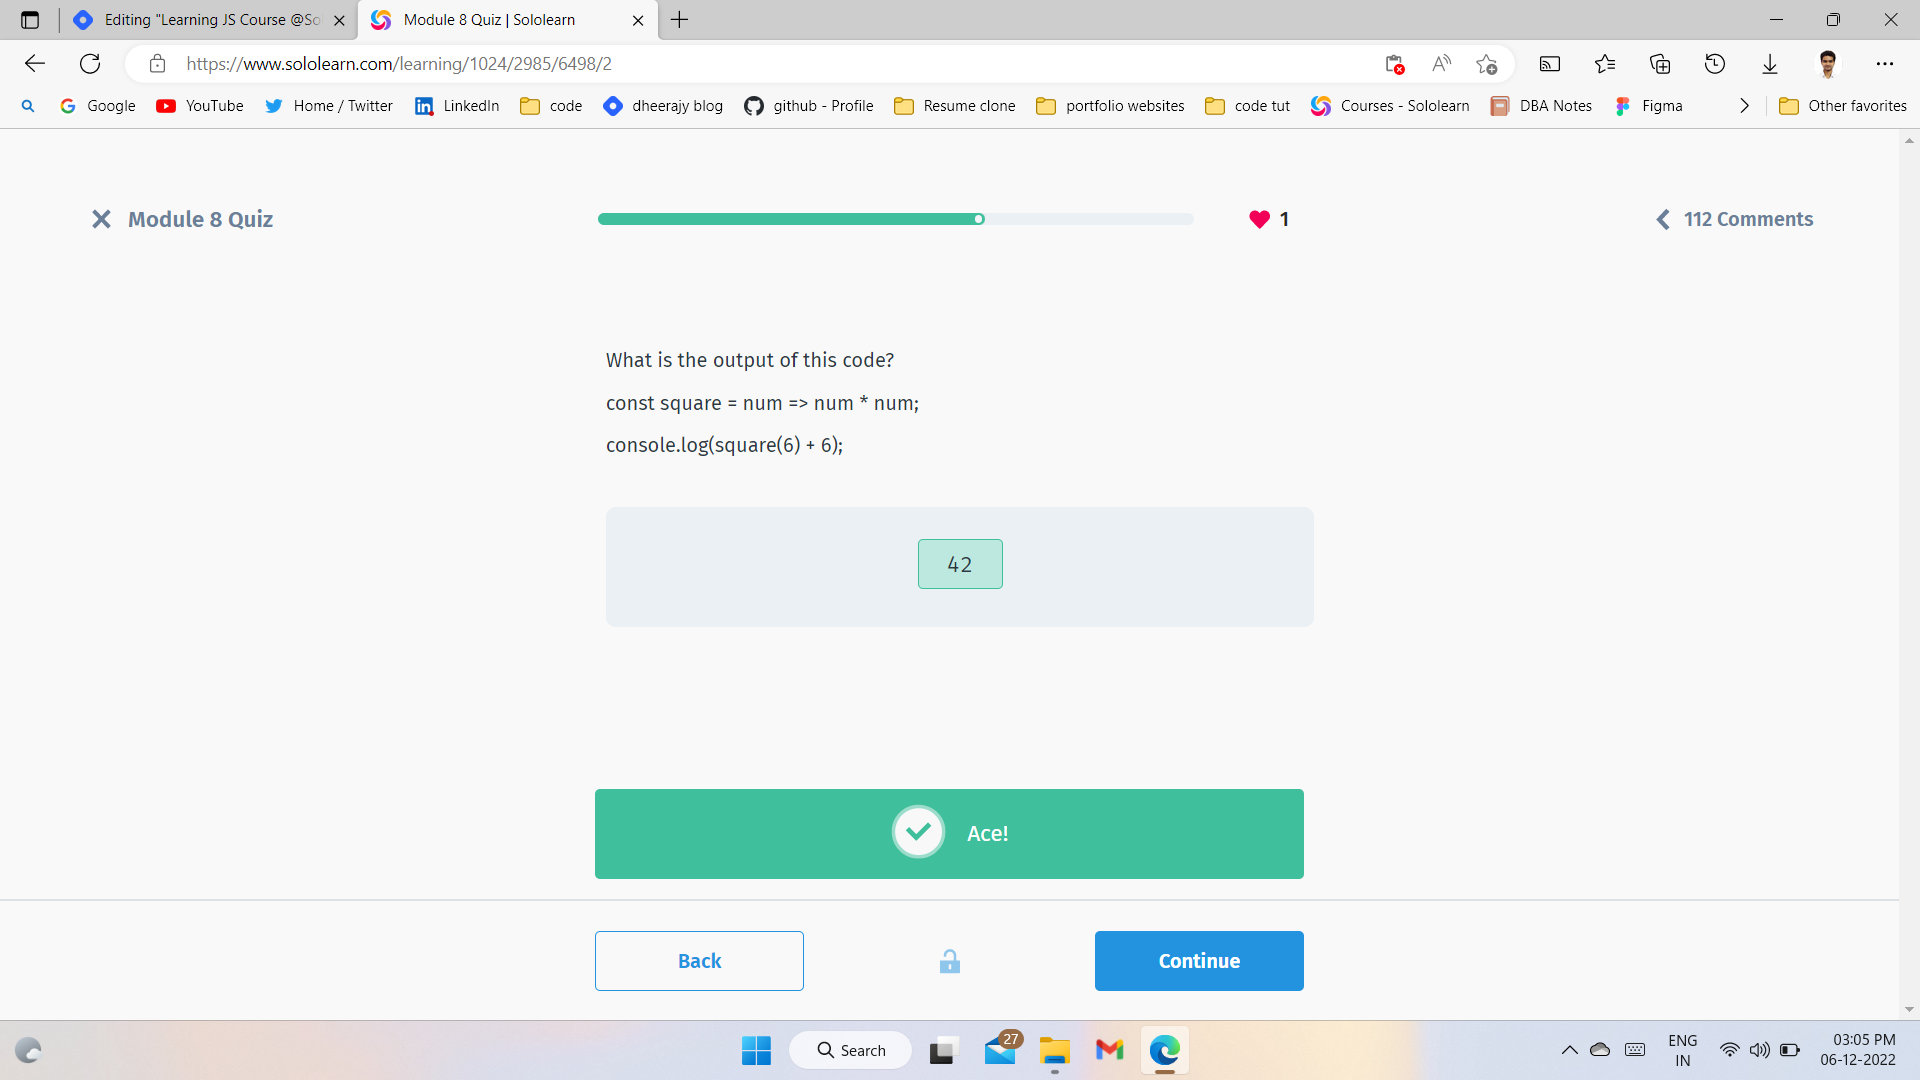 Editing "Learning JS Course @So
Module 8 Quiz | Sololearn
https://www.sololearn.com/learning/1024/2985/6498/2
Google
YouTube
Home / Twitter
LinkedIn
code
dheerajy blog
github - Profile
Resume clone
portfolio websites
code tut
Courses - Sololearn
DBA Notes
Figma
Other favorites
Module 8 Quiz
1
112 Comments
What is the output of this code?
const square = num => num * num;
console.log(square(6) + 6);
42
Ace!
Back
Continue
Search
27
ENG
IN
03:05 PM
06-12-2022